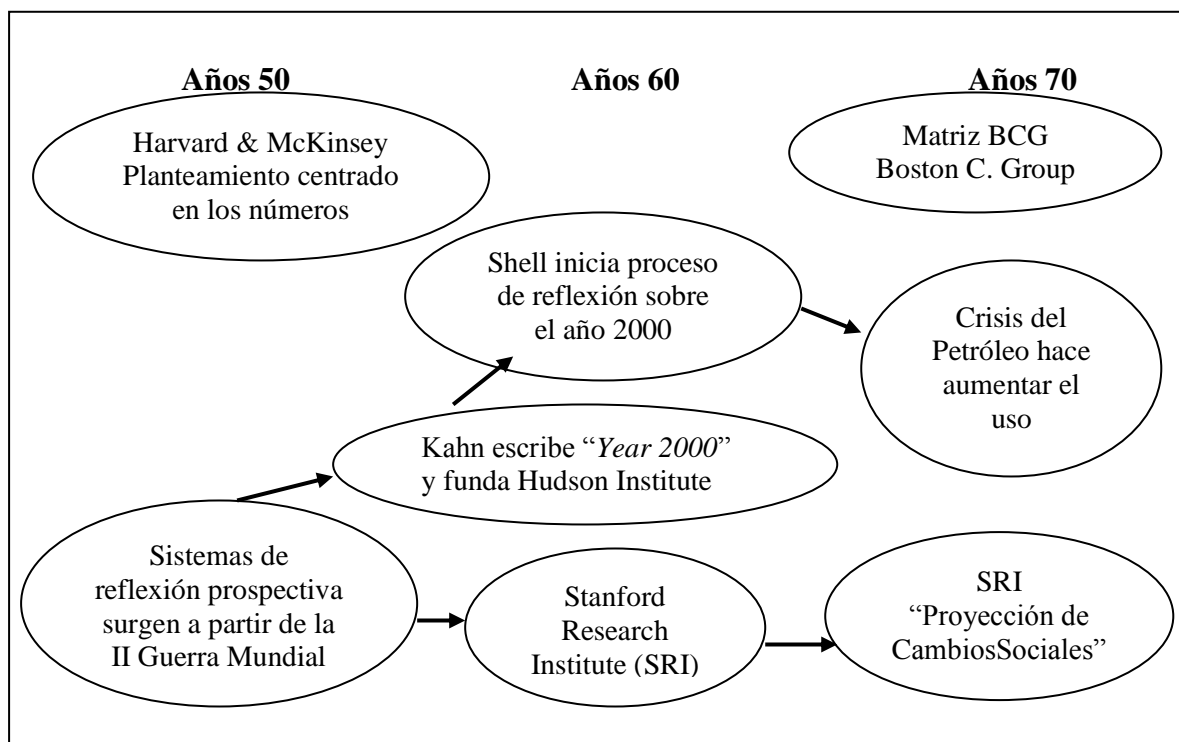 Años 50
Años 60
Años 70
Harvard & McKinsey
Planteamiento centrado
en los números
Matriz BCG
Boston C. Group
Shell inicia proceso
de reflexión sobre
el año 2000
Crisis del
Petróleo hace
aumentar el
uso
Kahn escribe “Year 2000”
y funda Hudson Institute
Sistemas de
reflexión prospectiva
surgen a partir de la
II Guerra Mundial
Stanford
Research
Institute (SRI)
SRI
“Proyección de
CambiosSociales”